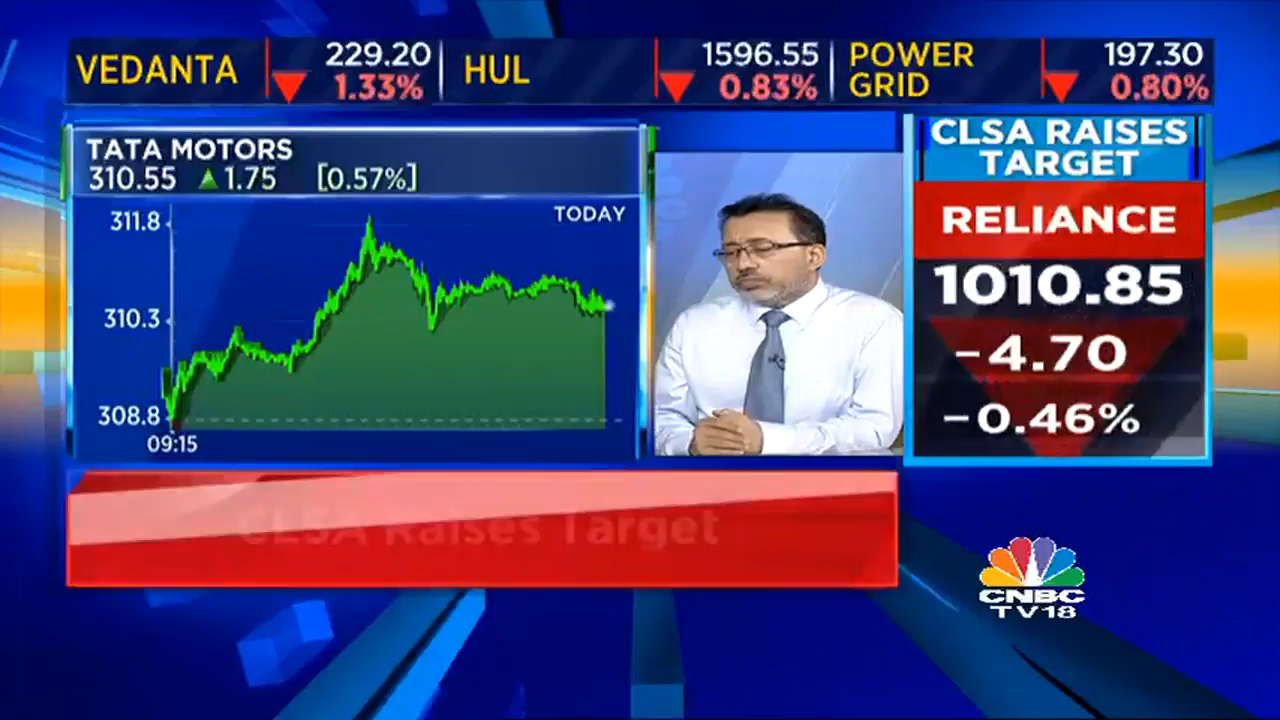 VEDANTA
229.20
1.33%
HUL
1596.55
0.83%
POWER
GRID
197.30
0.80%
TATA MOTORS
310.55 1.75 [0.57%]
TODAY
311.8
310.3
308.8
09:15
CLSA RAISES
TARGET
RELIANCE
1010.85
-4.70
-0.46%
CLSA Raises Target
CNBC
TV18